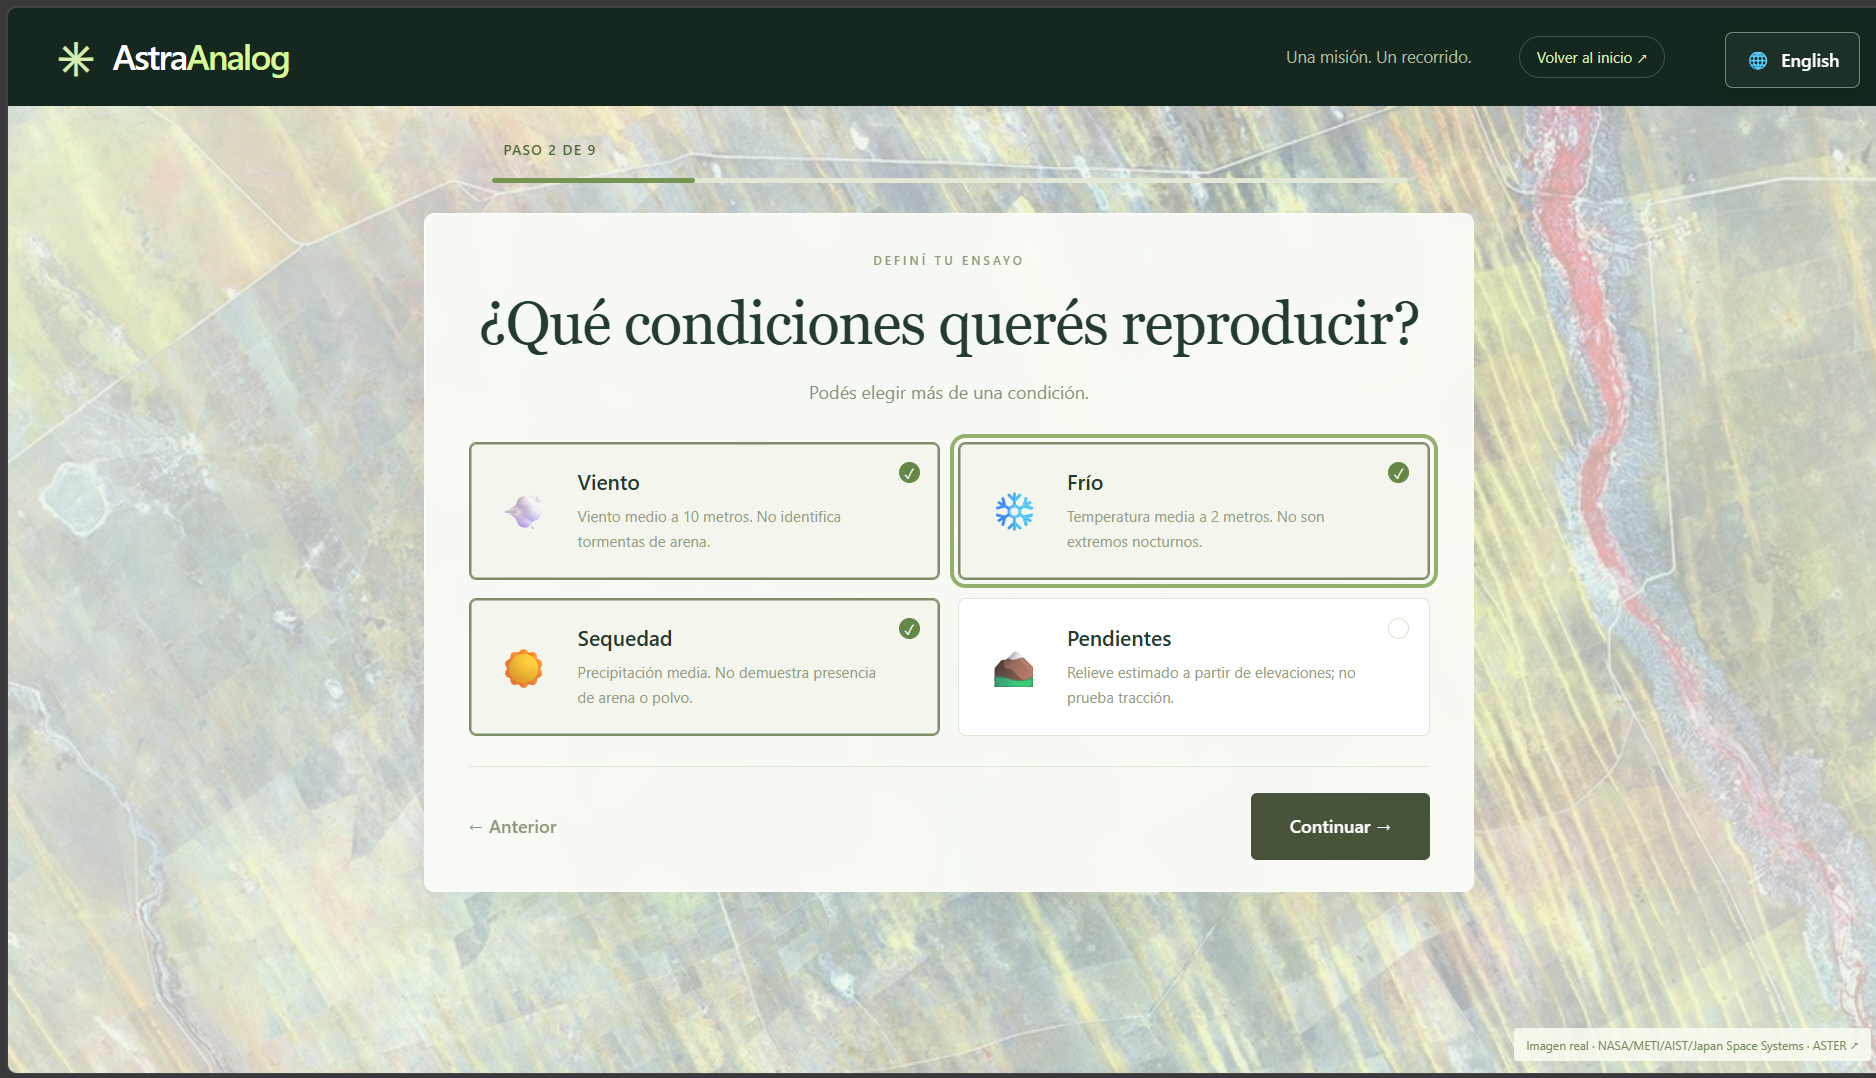 AstraAnalog
Una misión. Un recorrido.
Volver al inicio ↗
English
PASO 2 DE 9
DEFINÍ TU ENSAYO
¿Qué condiciones querés reproducir?
Podés elegir más de una condición.
Viento
Viento medio a 10 metros. No identifica
tormentas de arena.
Frío
Temperatura media a 2 metros. No son
extremos nocturnos.
Sequedad
Precipitación media. No demuestra presencia
de arena o polvo.
Pendientes
Relieve estimado a partir de elevaciones; no
prueba tracción.
← Anterior
Continuar →
Imagen real · NASA/METI/AIST/Japan Space Systems · ASTER ↗